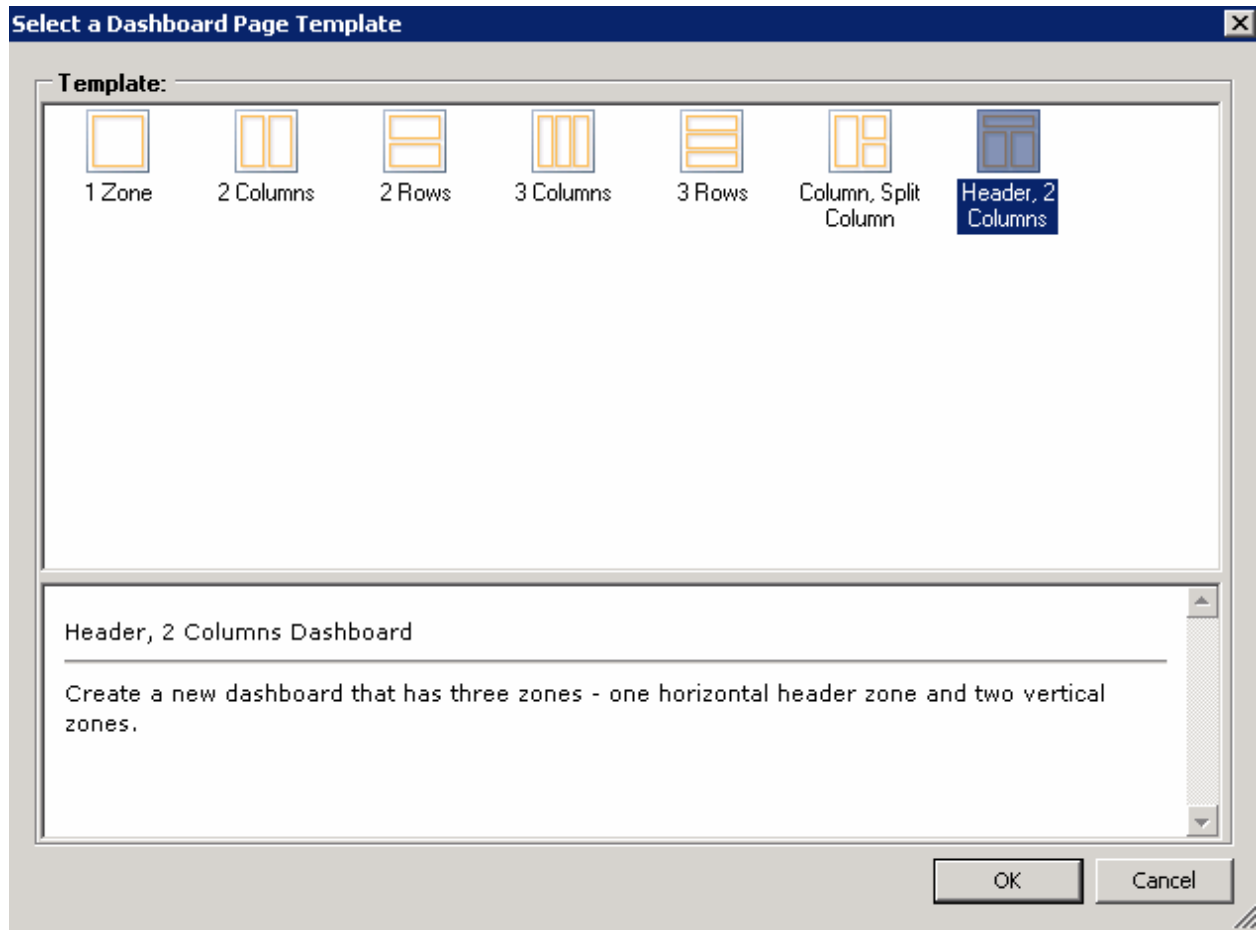 Select a Dashboard Page Template
Template:
1 Zone
2 Columns
2 Rows
3 Columns
3 Rows
Column, Split
Column
Header, 2
Columns
Header, 2 Columns Dashboard
Create a new dashboard that has three zones - one horizontal header zone and two vertical
zones.
OK
Cancel